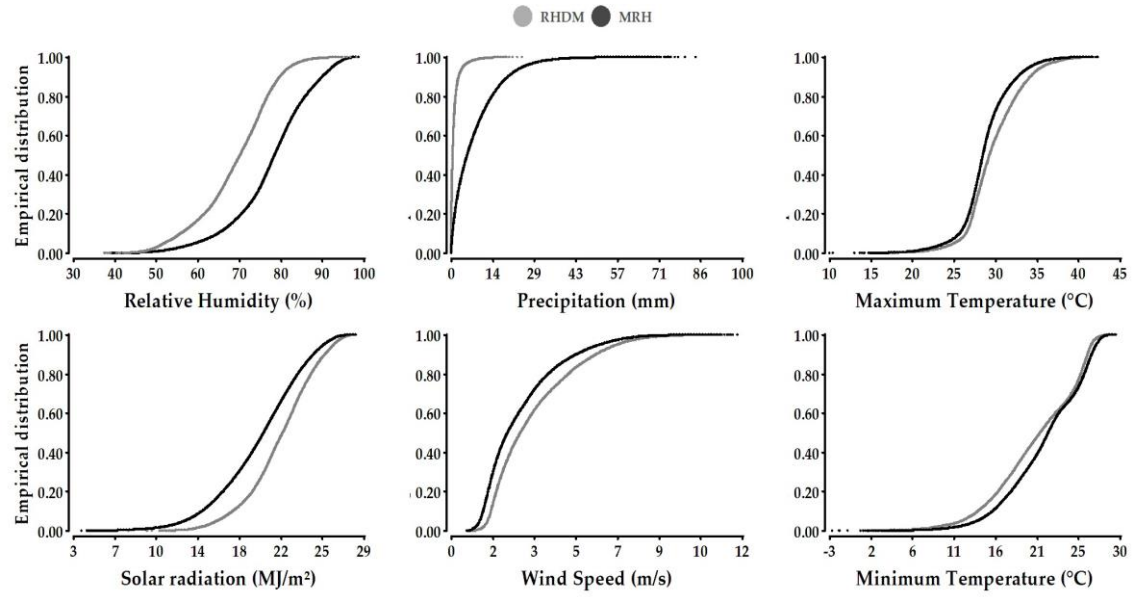 RHDM MRH
Empirical distribution
1.00
0.80
0.60
0.40
0.20
0.00
30 40 50 60 70 80 90 100
Relative Humidity (%)
1.00
0.80
0.60
0.40
0.20
0.00
0 14 29 43 57 71 86 100
Precipitation (mm)
1.00
0.80
0.60
0.40
0.20
0.00
10 15 20 25 30 35 40 45
Maximum Temperature (°C)
Empirical distribution
1.00
0.80
0.60
0.40
0.20
0.00
3 7 10 14 18 22 25 29
Solar radiation (MJ/m²)
1.00
0.80
0.60
0.40
0.20
0.00
0 2 3 5 7 9 10 12
Wind Speed (m/s)
1.00
0.80
0.60
0.40
0.20
0.00
-3 2 6 11 16 21 25 30
Minimum Temperature (°C)